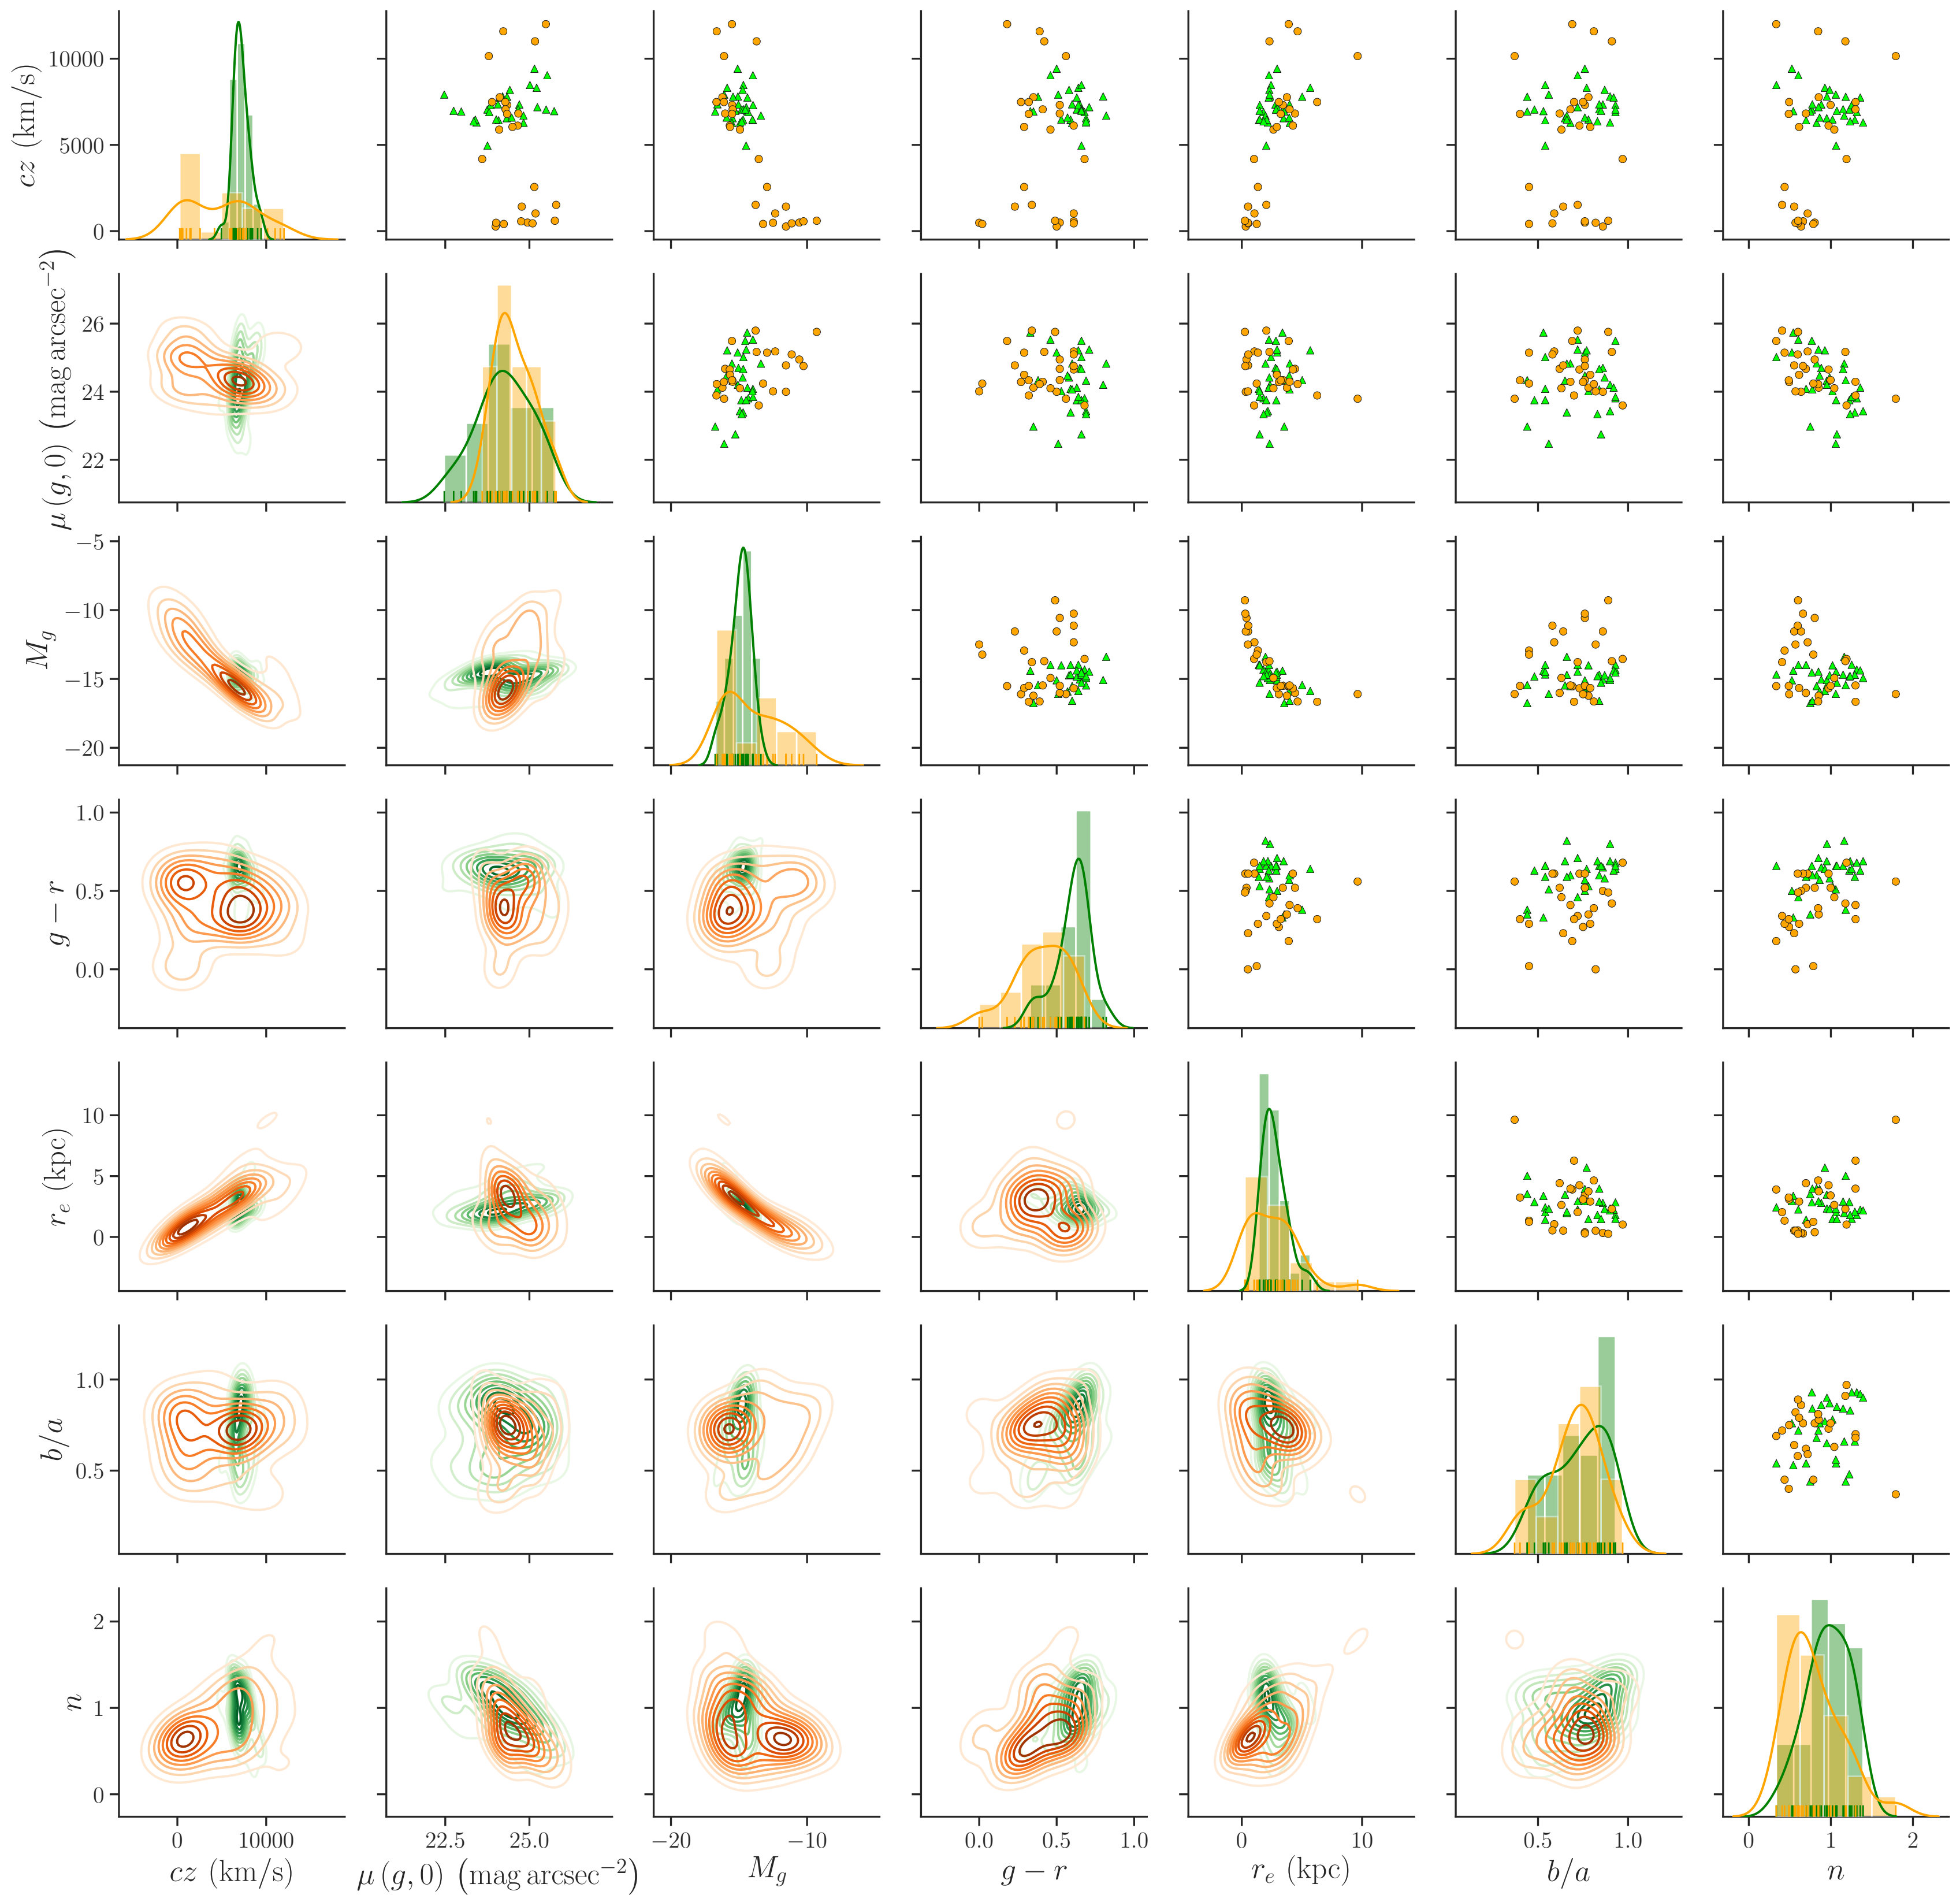 cz (km/s)
10000
5000
0
μ (g, 0) (mag arcsec⁻²)
26
24
22
M_g
−5
−10
−15
−20
g − r
1.0
0.5
0.0
r_e (kpc)
10
5
0
b/a
1.0
0.5
n
2
1
0
0 10000 22.5 25.0 −20 −10 0.0 0.5 1.0 0 10 0.5 1.0 0 1 2
cz (km/s) μ (g, 0) (mag arcsec⁻²) M_g g − r r_e (kpc) b/a n